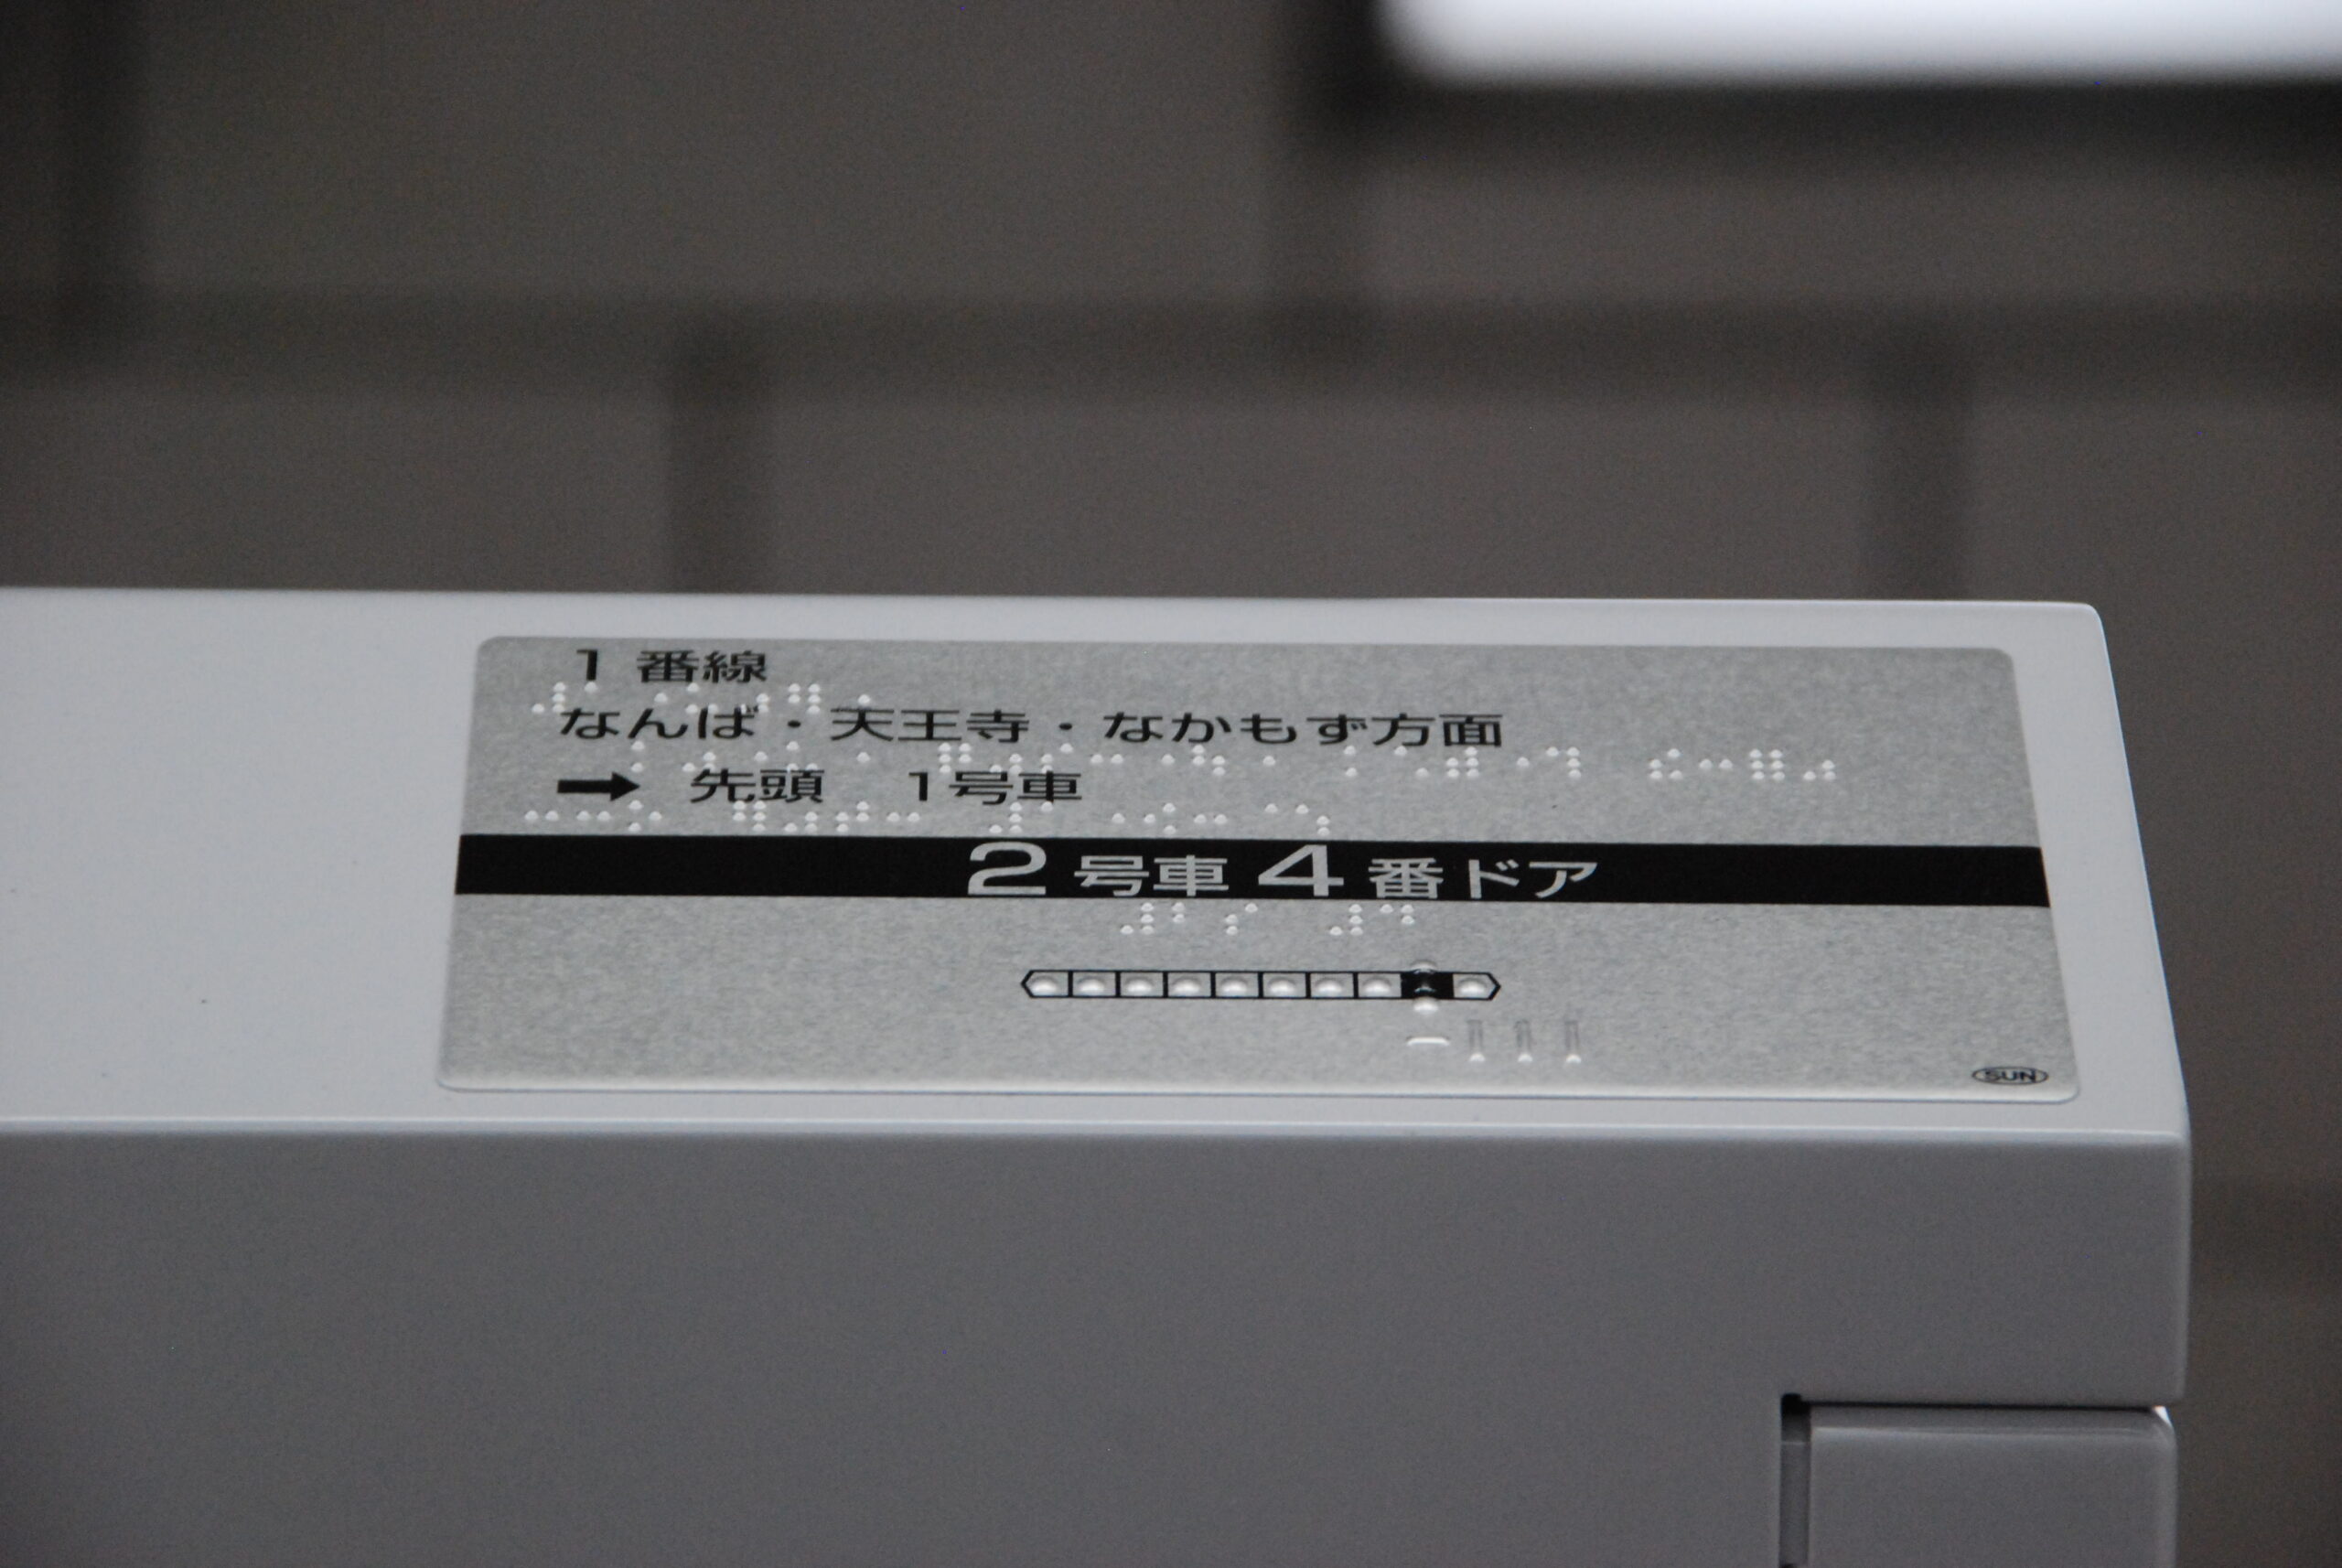 1番線
なんば・天王寺・なかもず方面
➡ 先頭 1号車
2号車4番ドア
SUN